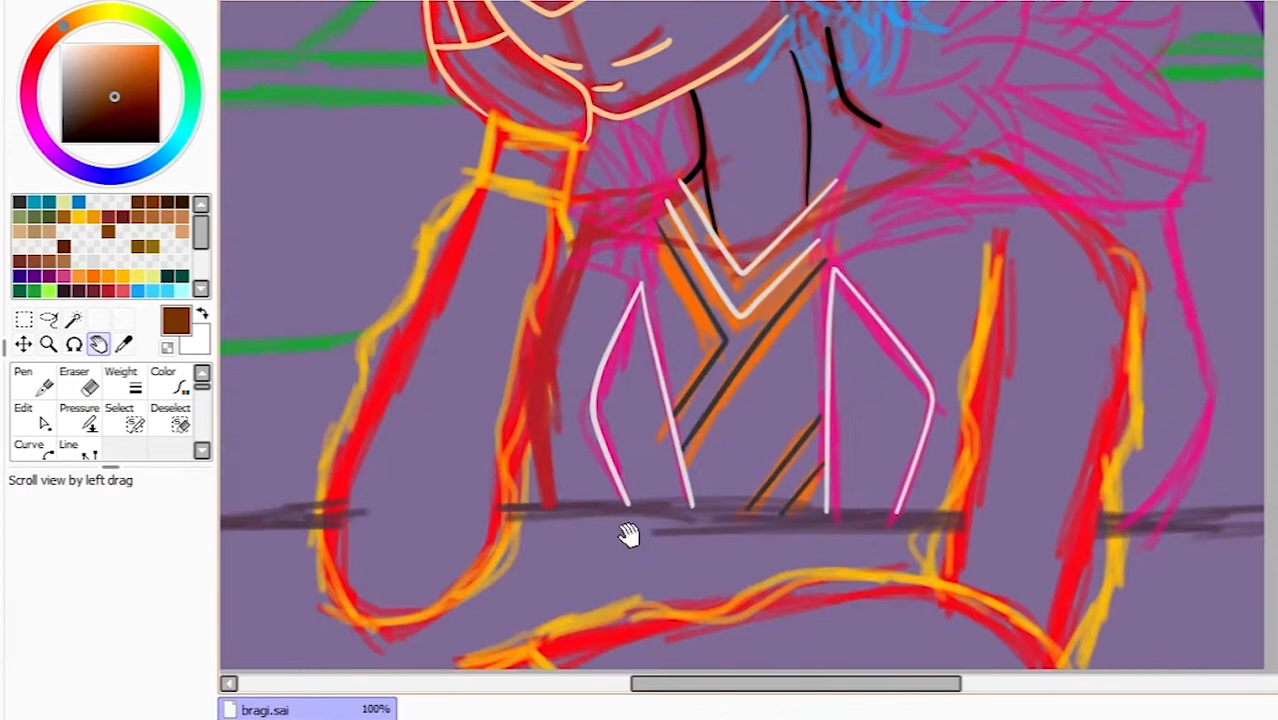 Pen Eraser Weight Color
Edit Pressure Select Deselect
Curve Line
Scroll view by left drag
bragi.sai 100%